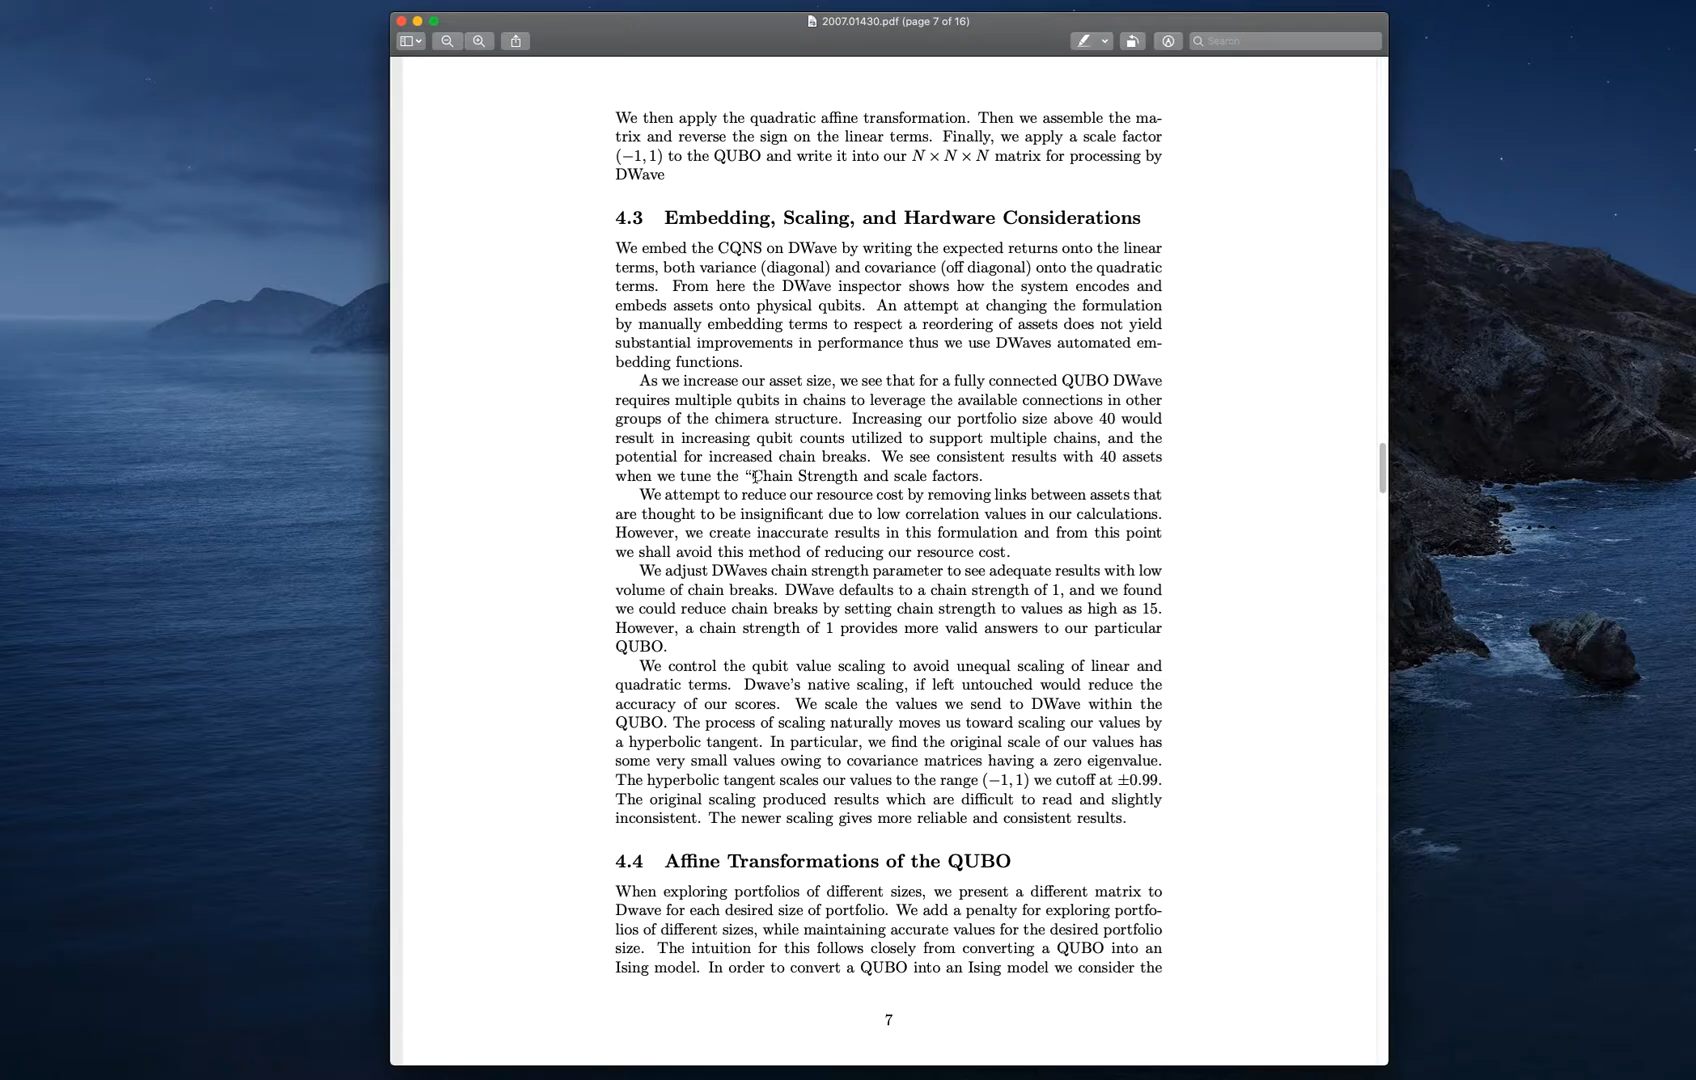 2007.01430.pdf (page 7 of 16)
Search
We then apply the quadratic affine transformation. Then we assemble the ma-
trix and reverse the sign on the linear terms. Finally, we apply a scale factor
(−1, 1) to the QUBO and write it into our N × N × N matrix for processing by
DWave
4.3 Embedding, Scaling, and Hardware Considerations
We embed the CQNS on DWave by writing the expected returns onto the linear
terms, both variance (diagonal) and covariance (off diagonal) onto the quadratic
terms. From here the DWave inspector shows how the system encodes and
embeds assets onto physical qubits. An attempt at changing the formulation
by manually embedding terms to respect a reordering of assets does not yield
substantial improvements in performance thus we use DWaves automated em-
bedding functions.
As we increase our asset size, we see that for a fully connected QUBO DWave
requires multiple qubits in chains to leverage the available connections in other
groups of the chimera structure. Increasing our portfolio size above 40 would
result in increasing qubit counts utilized to support multiple chains, and the
potential for increased chain breaks. We see consistent results with 40 assets
when we tune the “Chain Strength and scale factors.
We attempt to reduce our resource cost by removing links between assets that
are thought to be insignificant due to low correlation values in our calculations.
However, we create inaccurate results in this formulation and from this point
we shall avoid this method of reducing our resource cost.
We adjust DWaves chain strength parameter to see adequate results with low
volume of chain breaks. DWave defaults to a chain strength of 1, and we found
we could reduce chain breaks by setting chain strength to values as high as 15.
However, a chain strength of 1 provides more valid answers to our particular
QUBO.
We control the qubit value scaling to avoid unequal scaling of linear and
quadratic terms. Dwave’s native scaling, if left untouched would reduce the
accuracy of our scores. We scale the values we send to DWave within the
QUBO. The process of scaling naturally moves us toward scaling our values by
a hyperbolic tangent. In particular, we find the original scale of our values has
some very small values owing to covariance matrices having a zero eigenvalue.
The hyperbolic tangent scales our values to the range (−1, 1) we cutoff at ±0.99.
The original scaling produced results which are difficult to read and slightly
inconsistent. The newer scaling gives more reliable and consistent results.
4.4 Affine Transformations of the QUBO
When exploring portfolios of different sizes, we present a different matrix to
Dwave for each desired size of portfolio. We add a penalty for exploring portfo-
lios of different sizes, while maintaining accurate values for the desired portfolio
size. The intuition for this follows closely from converting a QUBO into an
Ising model. In order to convert a QUBO into an Ising model we consider the
7